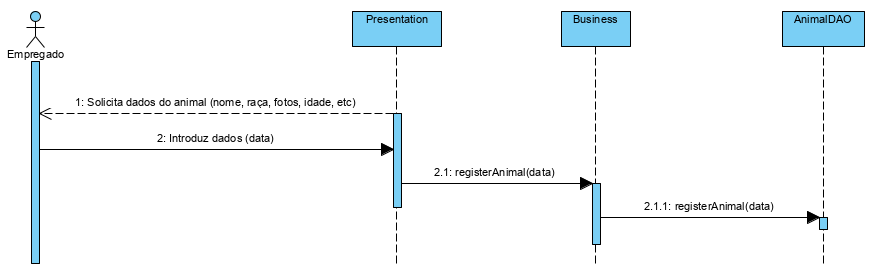 Presentation
Business
AnimalDAO
Empregado
1: Solicita dados do animal (nome, raça, fotos, idade, etc)
2: Introduz dados (data)
2.1: registerAnimal(data)
2.1.1: registerAnimal(data)